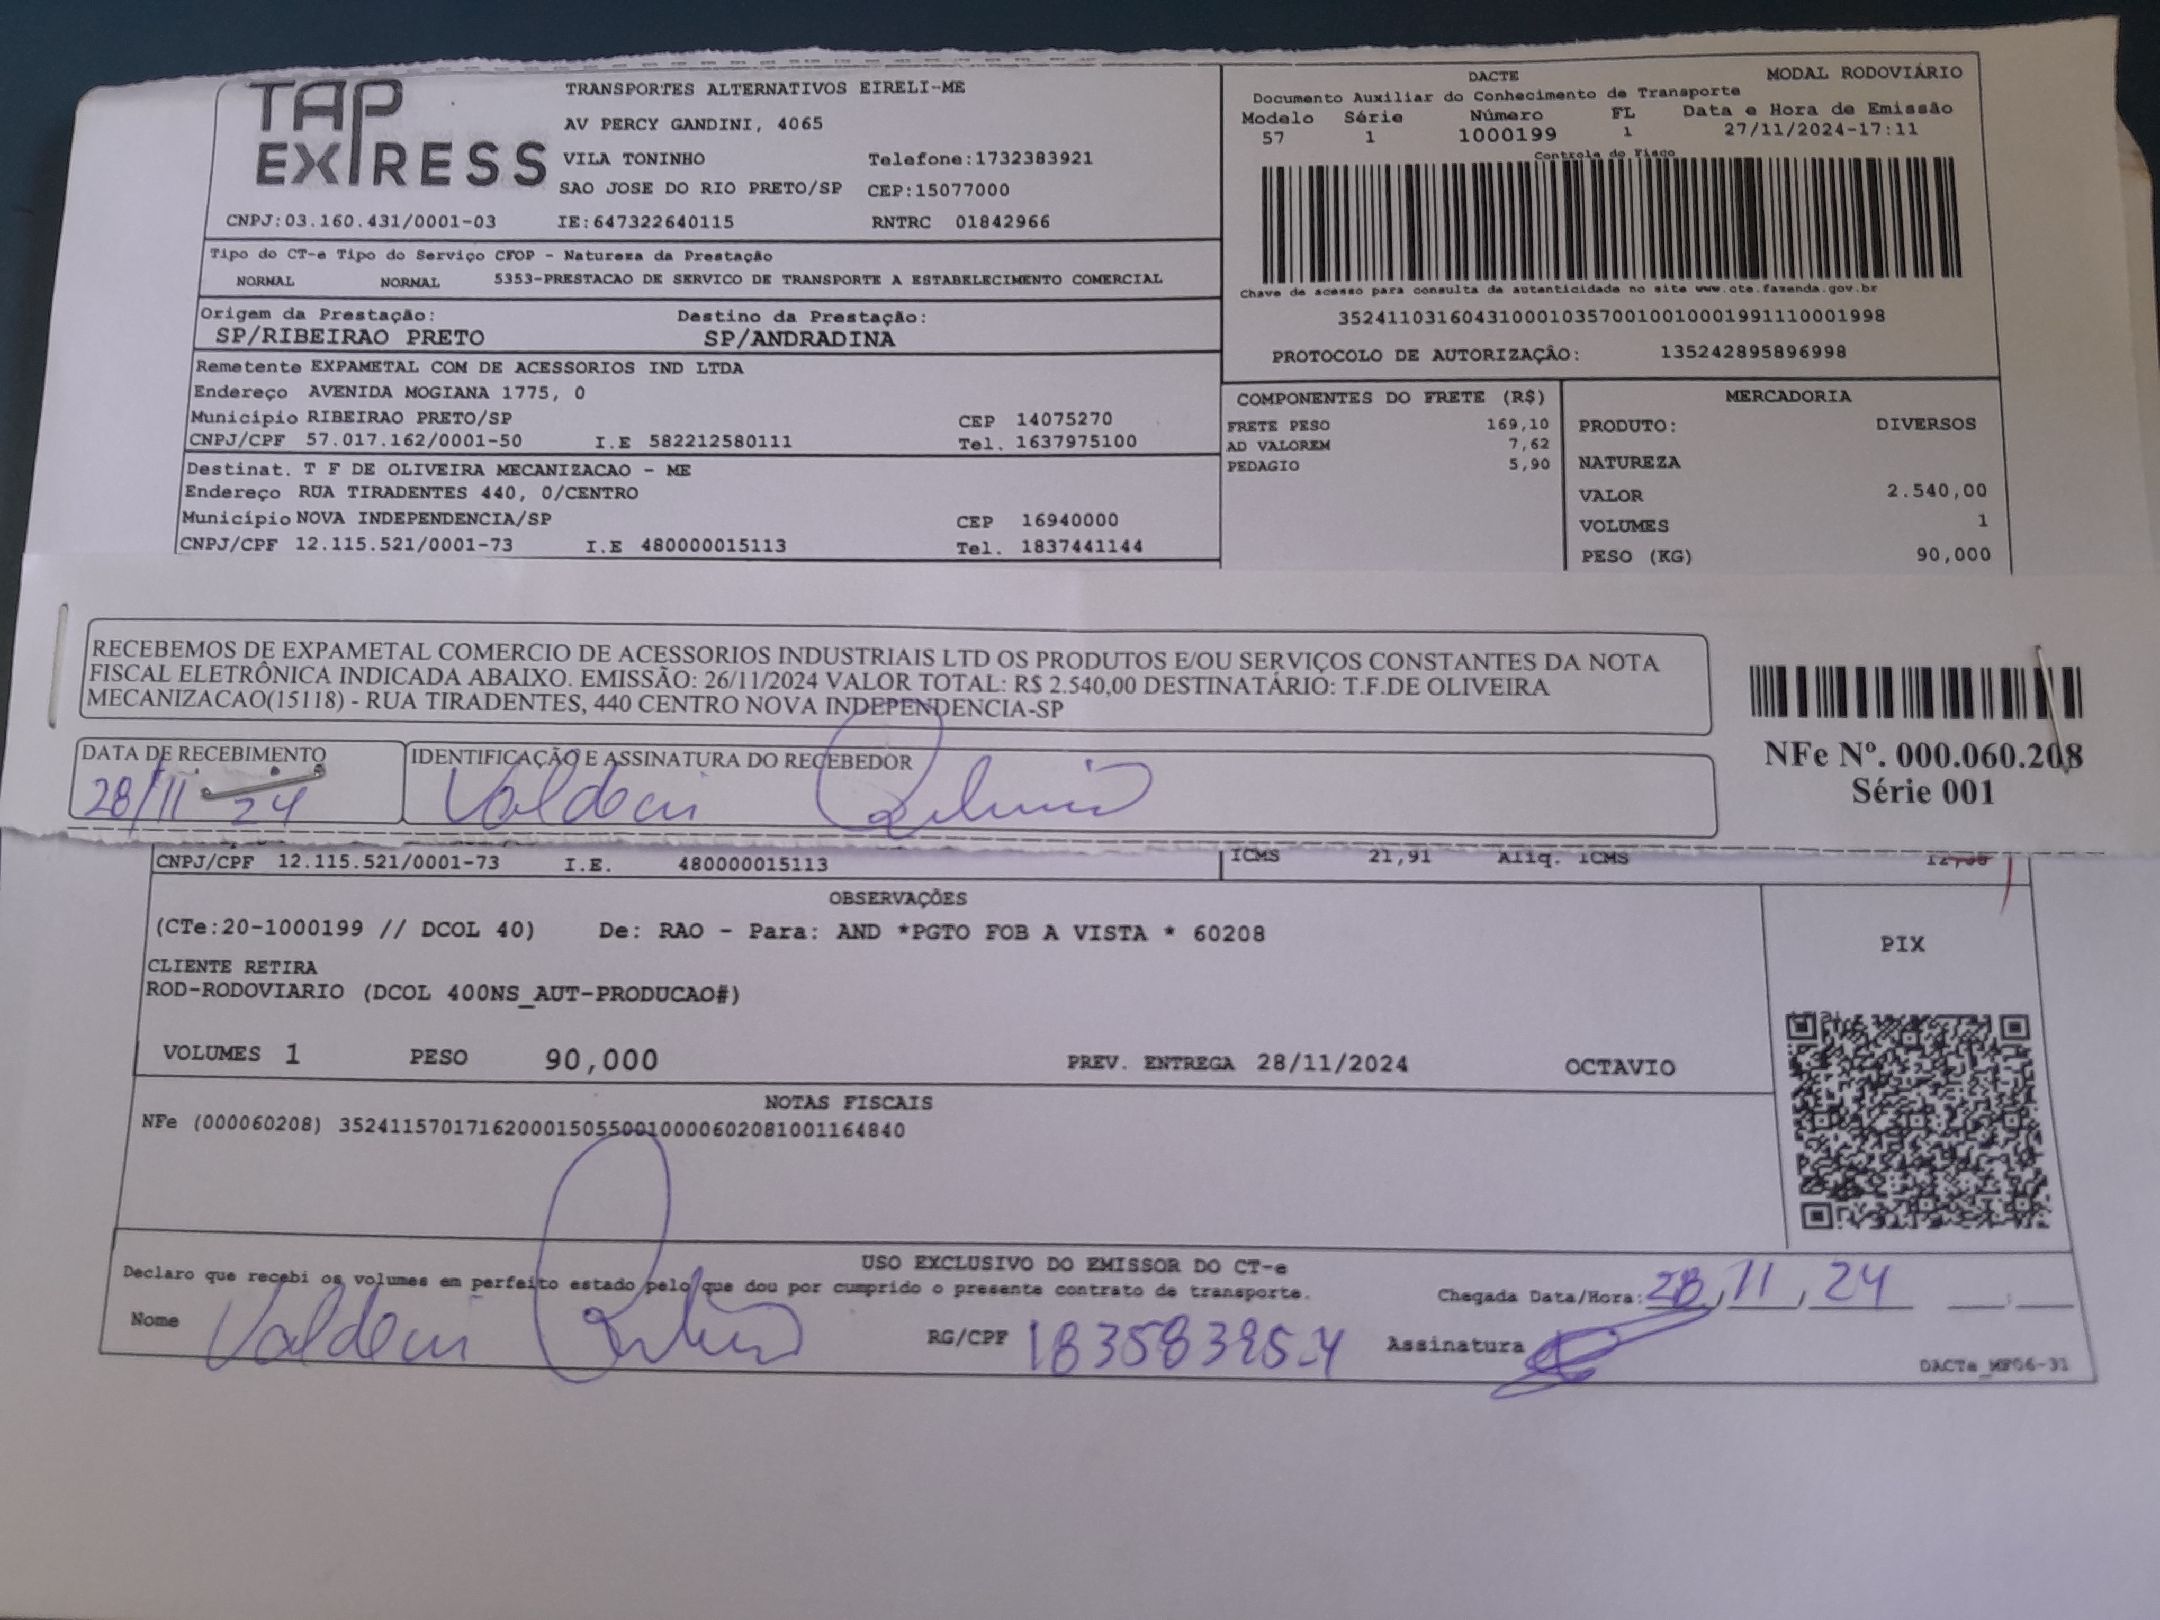 TAP EXPRESS
TRANSPORTES ALTERNATIVOS EIRELI-ME
AV PERCY GANDINI, 4065
VILA TONINHO Telefone:1732383921
SAO JOSE DO RIO PRETO/SP CEP:15077000
CNPJ:03.160.431/0001-03 IE:647322640115 RNTRC 01842966
DACTE MODAL RODOVIÁRIO
Documento Auxiliar do Conhecimento de Transporte
Modelo Série Número FL Data e Hora de Emissão
57 1 1000199 1 27/11/2024-17:11
Controle do Fisco
Chave de acesso para consulta de autenticidade no site www.cte.fazenda.gov.br
35241103160431000103570010010001991110001998
PROTOCOLO DE AUTORIZAÇÃO: 135242895896998
Tipo do CT-e Tipo do Serviço CFOP - Natureza da Prestação
NORMAL NORMAL 5353-PRESTACAO DE SERVICO DE TRANSPORTE A ESTABELECIMENTO COMERCIAL
Origem da Prestação: Destino da Prestação:
SP/RIBEIRAO PRETO SP/ANDRADINA
Remetente EXPAMETAL COM DE ACESSORIOS IND LTDA
Endereço AVENIDA MOGIANA 1775, 0
Município RIBEIRAO PRETO/SP CEP 14075270
CNPJ/CPF 57.017.162/0001-50 I.E 582212580111 Tel. 1637975100
Destinat. T F DE OLIVEIRA MECANIZACAO - ME
Endereço RUA TIRADENTES 440, 0/CENTRO
Município NOVA INDEPENDENCIA/SP CEP 16940000
CNPJ/CPF 12.115.521/0001-73 I.E 480000015113 Tel. 1837441144
COMPONENTES DO FRETE (R$)
FRETE PESO 169,10
AD VALOREM 7,62
PEDAGIO 5,90
MERCADORIA
PRODUTO: DIVERSOS
NATUREZA
VALOR 2.540,00
VOLUMES 1
PESO (KG) 90,000
RECEBEMOS DE EXPAMETAL COMERCIO DE ACESSORIOS INDUSTRIAIS LTD OS PRODUTOS E/OU SERVIÇOS CONSTANTES DA NOTA
FISCAL ELETRÔNICA INDICADA ABAIXO. EMISSÃO: 26/11/2024 VALOR TOTAL: R$ 2.540,00 DESTINATÁRIO: T.F.DE OLIVEIRA
MECANIZACAO(15118) - RUA TIRADENTES, 440 CENTRO NOVA INDEPENDENCIA-SP
DATA DE RECEBIMENTO IDENTIFICAÇÃO E ASSINATURA DO RECEBEDOR
28/11 24 Valdeci
NFe Nº. 000.060.208
Série 001
CNPJ/CPF 12.115.521/0001-73 I.E. 480000015113
ICMS 21,91 Aliq. ICMS
OBSERVAÇÕES
(CTe:20-1000199 // DCOL 40) De: RAO - Para: AND *PGTO FOB A VISTA * 60208
CLIENTE RETIRA
ROD-RODOVIARIO (DCOL 400NS_AUT-PRODUCAO#)
VOLUMES 1 PESO 90,000 PREV. ENTREGA 28/11/2024 OCTAVIO
PIX
NOTAS FISCAIS
NFe (000060208) 35241157017162000150550010000602081001164840
USO EXCLUSIVO DO EMISSOR DO CT-e
Declaro que recebi os volumes em perfeito estado pelo que dou por cumprido o presente contrato de transporte.
Chegada Data/Hora: 28, 11, 24
Nome Valdeci RG/CPF 18358395-4 Assinatura
DACTe_MF06-31